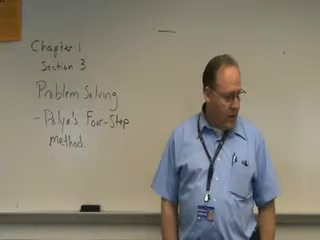 Chapter 1
Section 3
Problem Solving
- Polya's Four-Step
Method